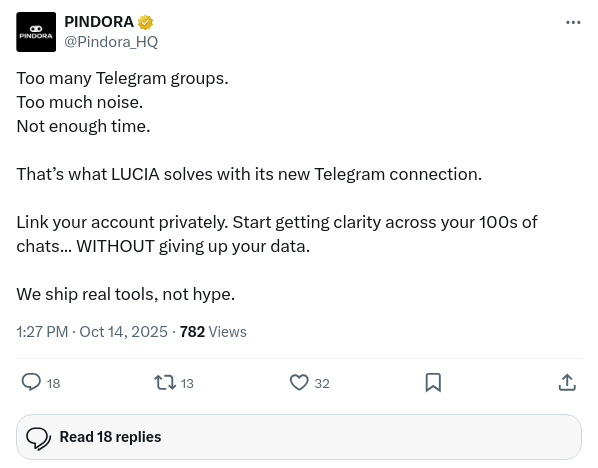 PINDORA
PINDORA
@Pindora_HQ
Too many Telegram groups.
Too much noise.
Not enough time.
That's what LUCIA solves with its new Telegram connection.
Link your account privately. Start getting clarity across your 100s of
chats... WITHOUT giving up your data.
We ship real tools, not hype.
1:27 PM · Oct 14, 2025 · 782 Views
18 13 32
Read 18 replies